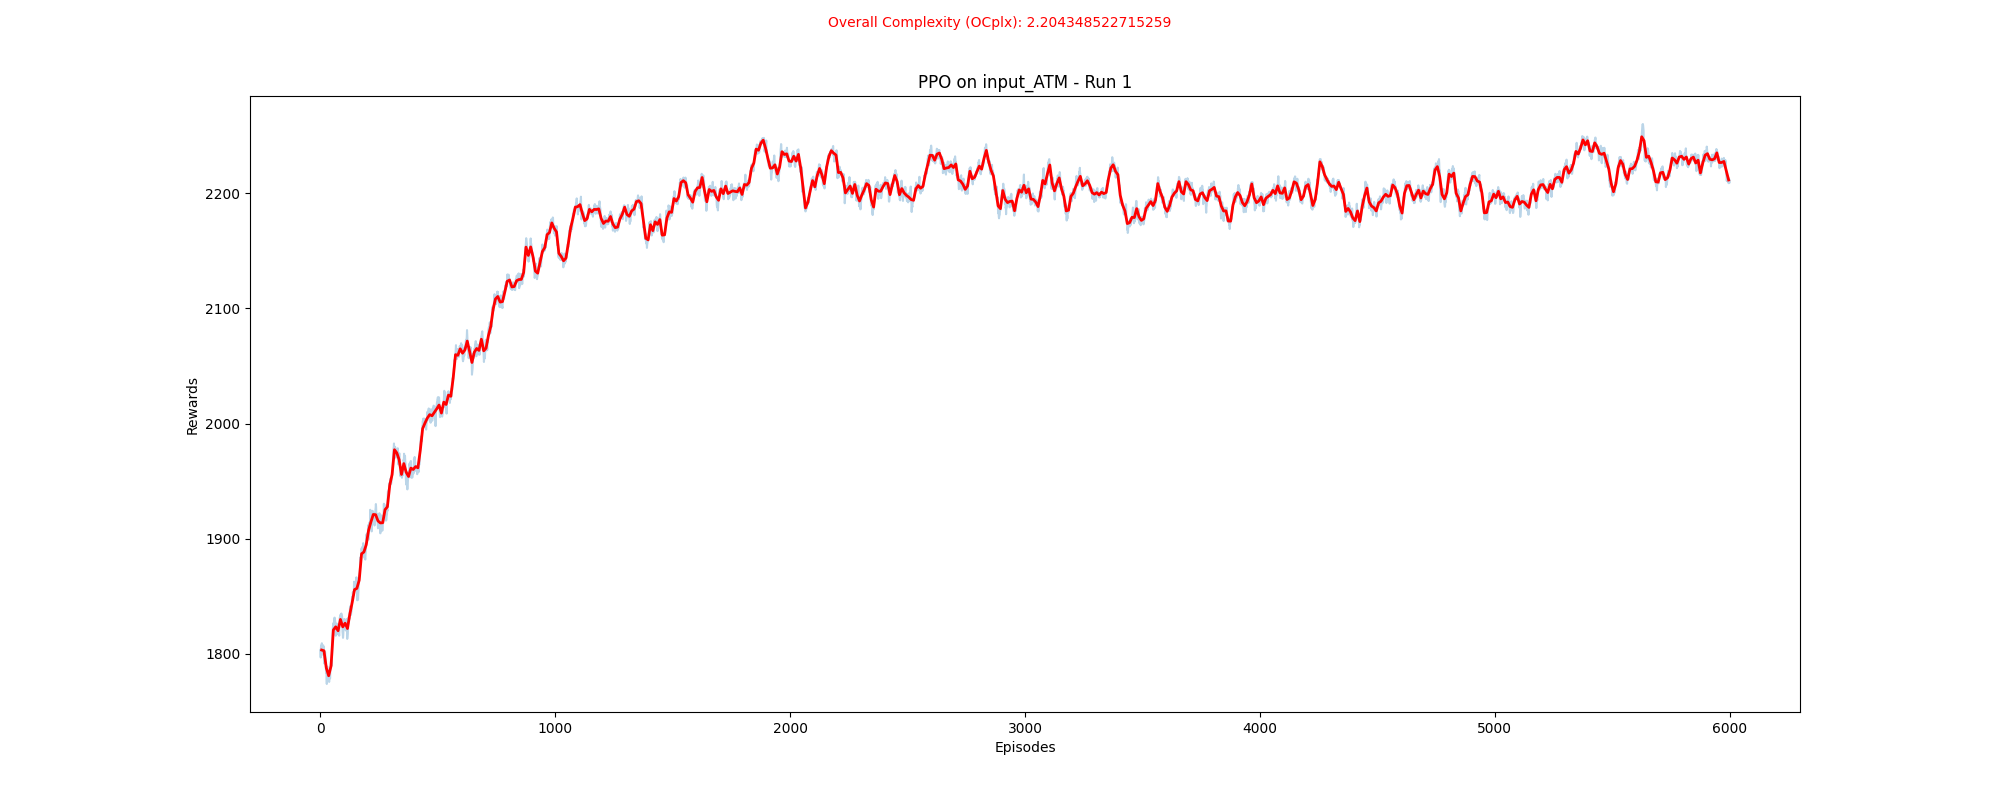 Overall Complexity (OCplx): 2.204348522715259
PPO on input_ATM - Run 1
2200
2100
2000
1900
1800
Rewards
0 1000 2000 3000 4000 5000 6000
Episodes